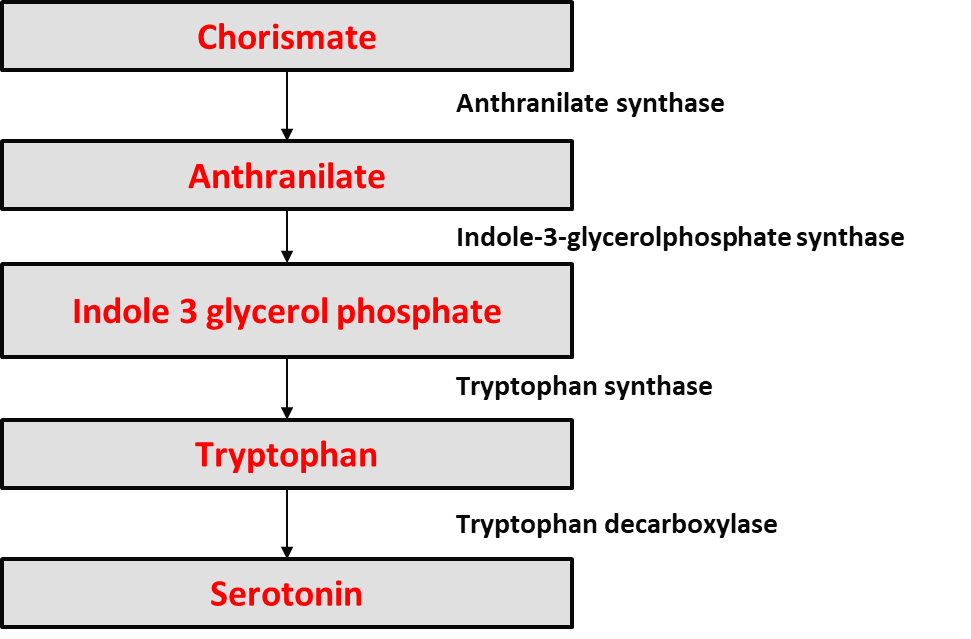 Chorismate
Anthranilate synthase
Anthranilate
Indole-3-glycerolphosphate synthase
Indole 3 glycerol phosphate
Tryptophan synthase
Tryptophan
Tryptophan decarboxylase
Serotonin